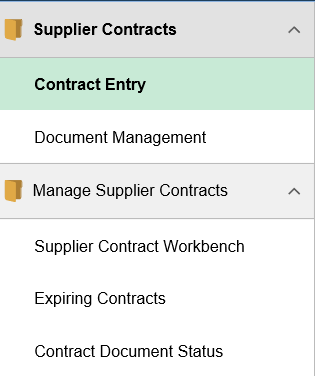 Supplier Contracts
Contract Entry
Document Management
Manage Supplier Contracts
Supplier Contract Workbench
Expiring Contracts
Contract Document Status